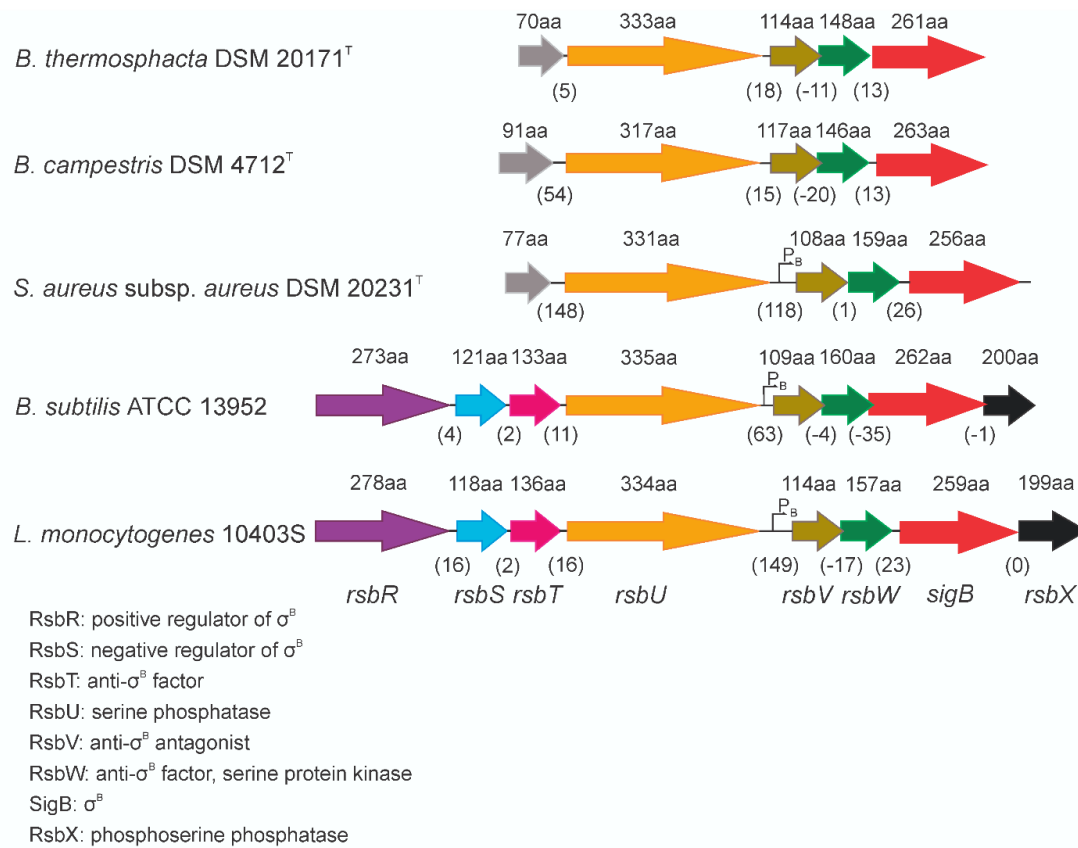 70aa 333aa 114aa 148aa 261aa
B. thermosphacta DSM 20171ᵀ
(5) (18) (-11) (13)
91aa 317aa 117aa 146aa 263aa
B. campestris DSM 4712ᵀ
(54) (15) (-20) (13)
77aa 331aa P_B 108aa 159aa 256aa
S. aureus subsp. aureus DSM 20231ᵀ
(148) (118) (1) (26)
273aa 121aa 133aa 335aa P_B 109aa 160aa 262aa 200aa
B. subtilis ATCC 13952
(4) (2) (11) (63) (-4) (-35) (-1)
278aa 118aa 136aa 334aa P_B 114aa 157aa 259aa 199aa
L. monocytogenes 10403S
(16) (2) (16) (149) (-17) (23) (0)
rsbR rsbS rsbT rsbU rsbV rsbW sigB rsbX
RsbR: positive regulator of σᴮ
RsbS: negative regulator of σᴮ
RsbT: anti-σᴮ factor
RsbU: serine phosphatase
RsbV: anti-σᴮ antagonist
RsbW: anti-σᴮ factor, serine protein kinase
SigB: σᴮ
RsbX: phosphoserine phosphatase